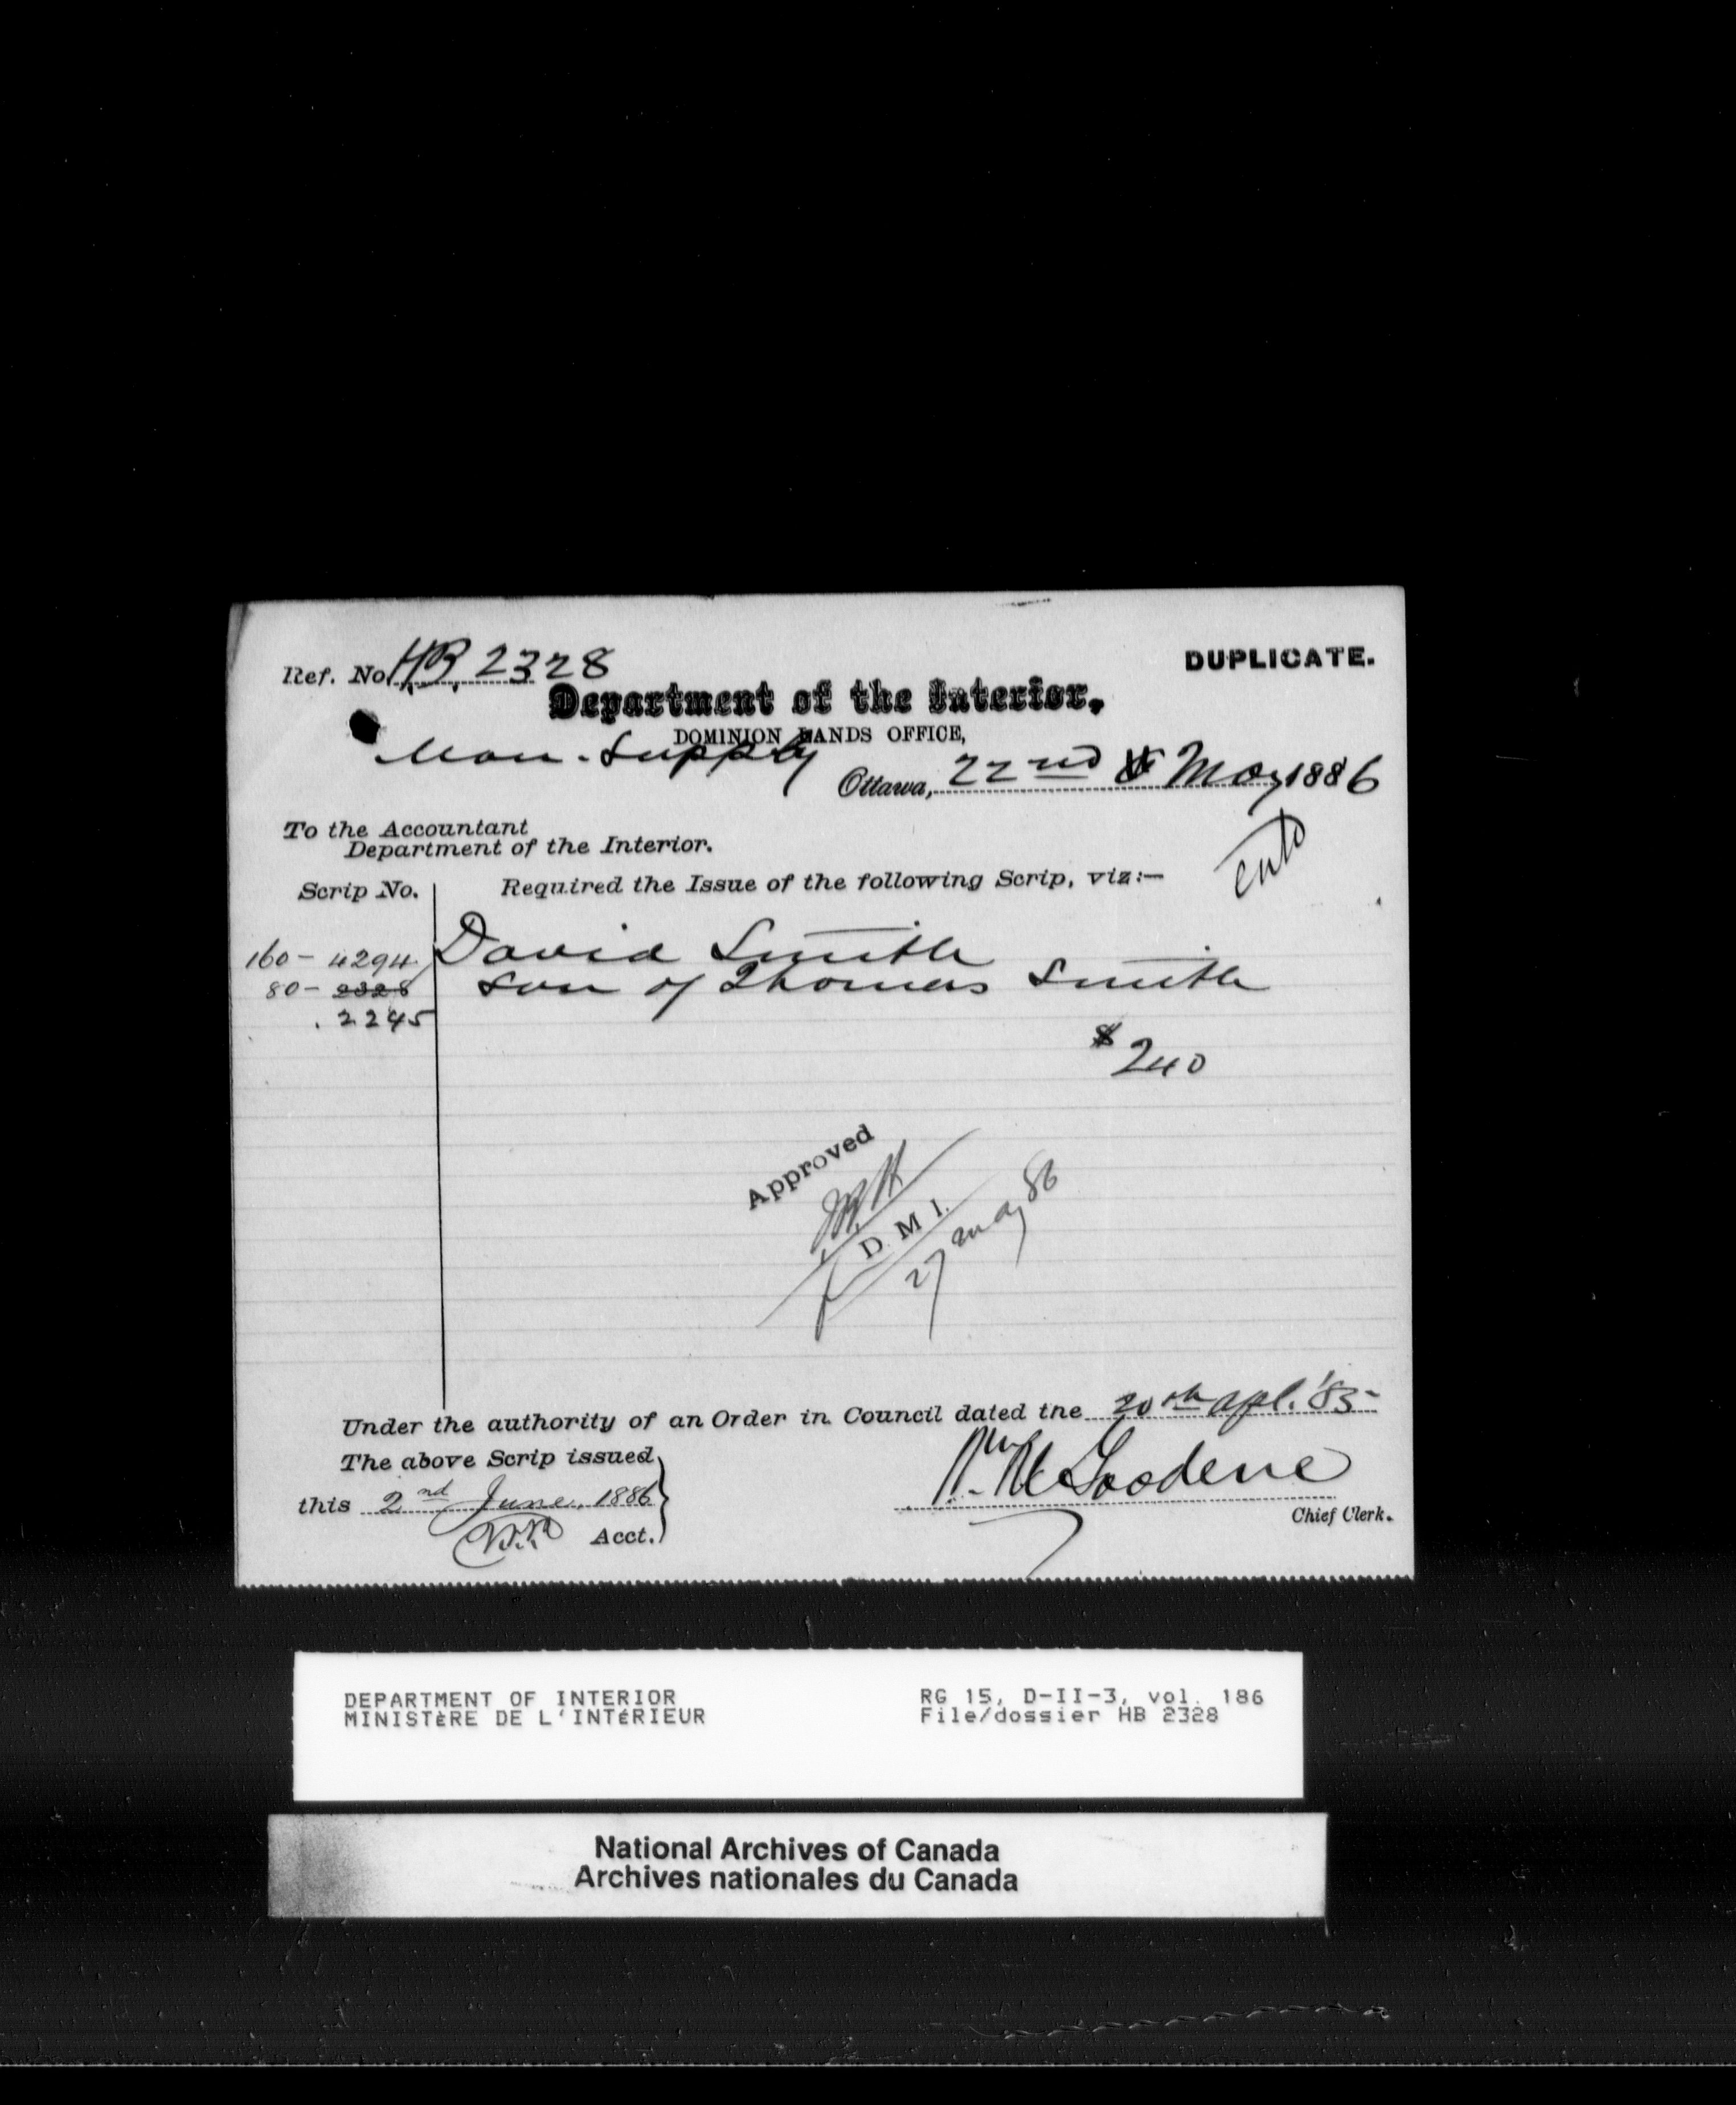 DUPLICATE.
Ref. No. HB. 2328
Department of the Interior,
DOMINION LANDS OFFICE,
Man. Supply
Ottawa, 22nd May 1886
To the Accountant
Department of the Interior.
Scrip No. Required the Issue of the following Scrip, viz:—
160 - 4294 David Smith
80 - 2328 son of Thomas Smith
2245
$240
Approved
D. M. I.
27 May 86
Under the authority of an Order in Council dated the 20th Apl. '85
The above Scrip issued
this 2nd June, 1886
Acct.
Chief Clerk.
DEPARTMENT OF INTERIOR
MINISTÈRE DE L'INTÉRIEUR
RG 15, D-II-3, vol. 186
File/dossier HB 2328
National Archives of Canada
Archives nationales du Canada